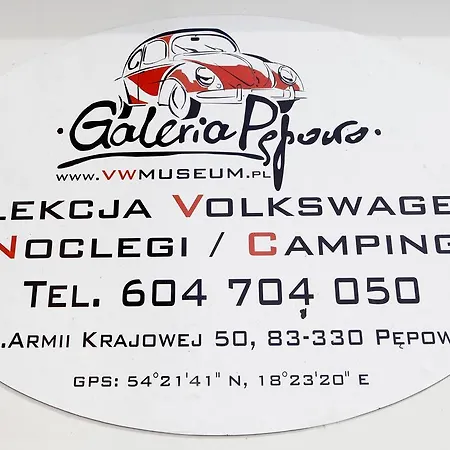 ·Galeria Pępowo·
www.VWMUSEUM.PL
LEKCJA VOLKSWAGE
NOCLEGI / CAMPING
TEL. 604 704 050
.ARMII KRAJOWEJ 50, 83-330 PĘPOW
GPS: 54°21'41" N, 18°23'20" E